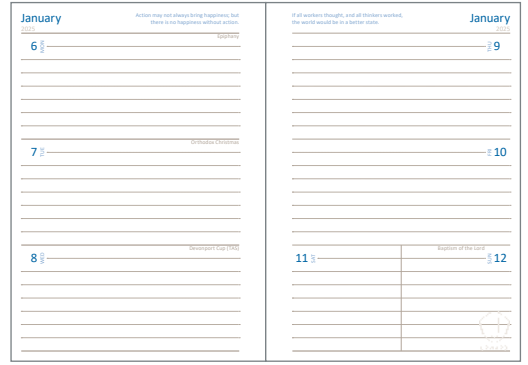 January
2025
Action may not always bring happiness; but
there is no happiness without action.
Epiphany
6 MON
Orthodox Christmas
7 TUE
Devonport Cup (TAS)
8 WED
If all workers thought, and all thinkers worked,
the world would be in a better state.
January
2025
THU 9
FRI 10
11 SAT
Baptism of the Lord
SUN 12